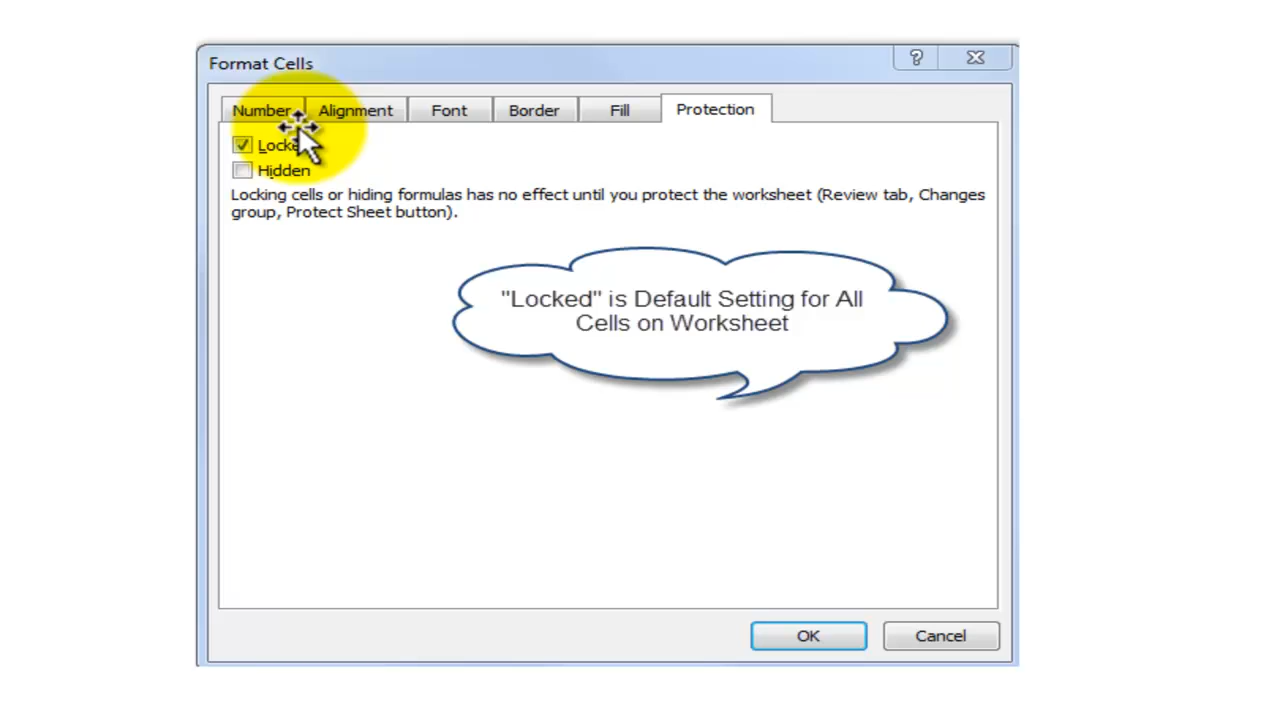 Format Cells
Number Alignment Font Border Fill Protection
Locke
Hidden
Locking cells or hiding formulas has no effect until you protect the worksheet (Review tab, Changes
group, Protect Sheet button).
"Locked" is Default Setting for All
Cells on Worksheet
OK Cancel